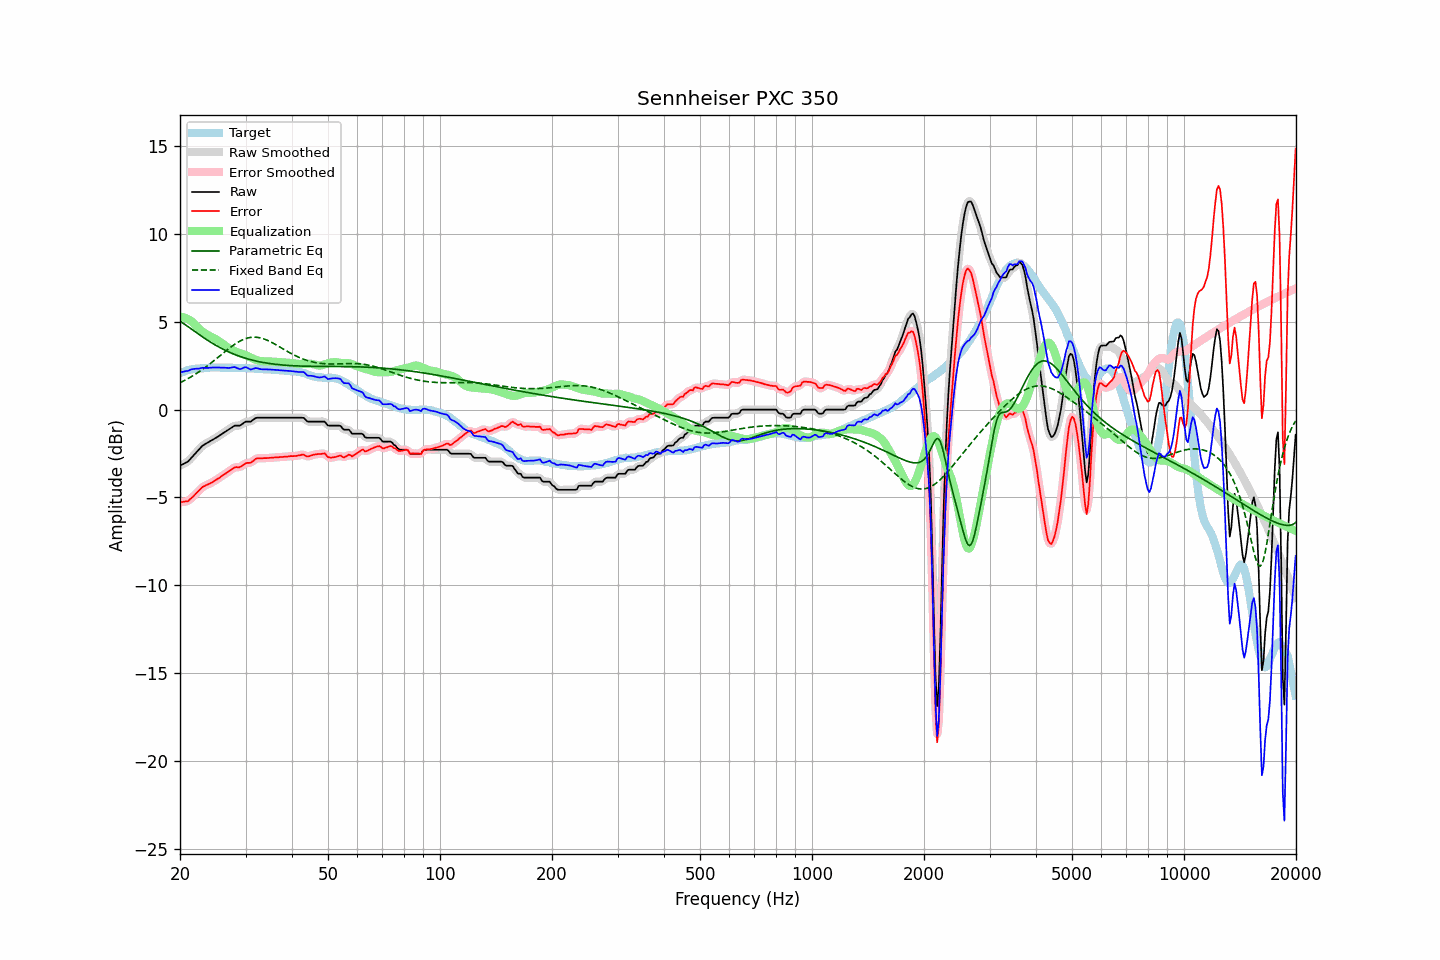 Sennheiser PXC 350
Target
Raw Smoothed
Error Smoothed
Raw
Error
Equalization
Parametric Eq
Fixed Band Eq
Equalized
15
10
5
0
−5
−10
−15
−20
−25
Amplitude (dBr)
20 50 100 200 500 1000 2000 5000 10000 20000
Frequency (Hz)